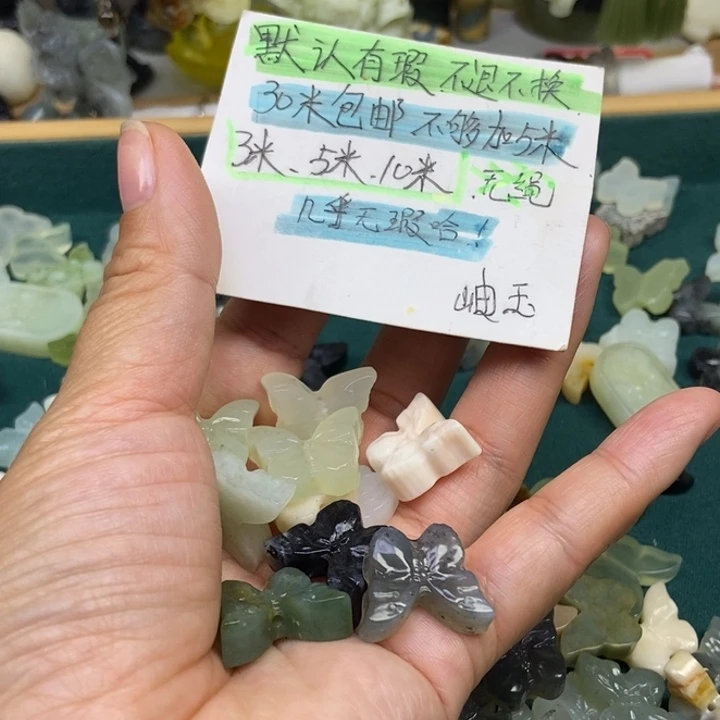 默认有瑕 不退不换
30米包邮 不够加5米
3米、5米、10米 无绳
几乎无瑕哈！
岫玉